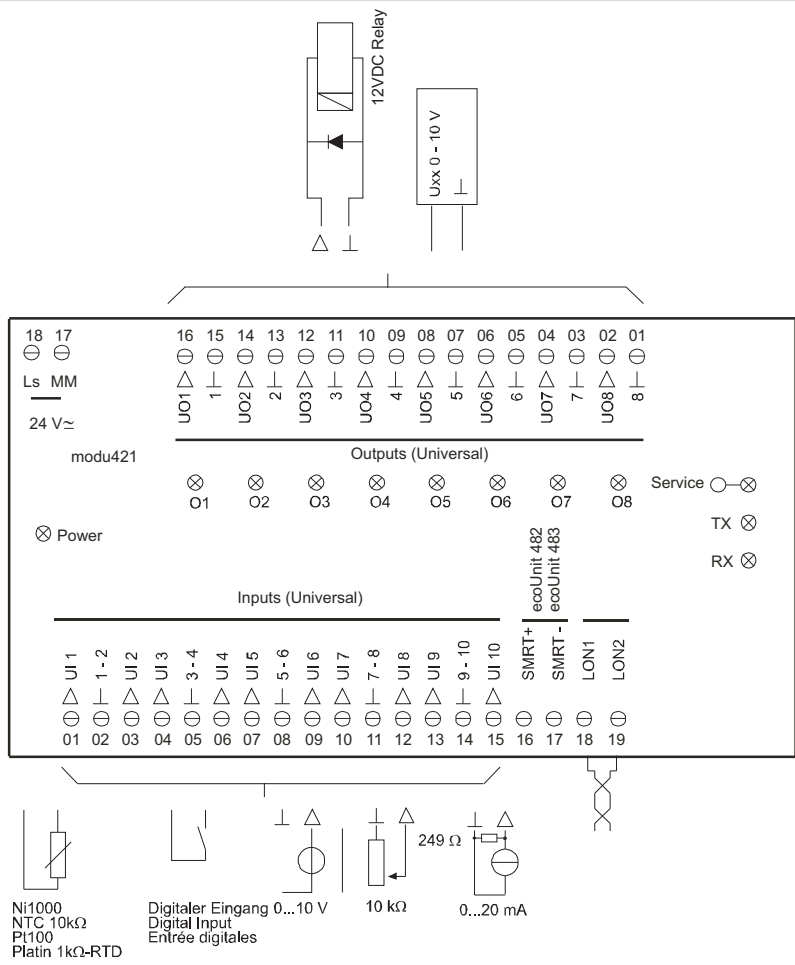 12VDC Relay
Uxx 0 - 10 V
18 17
16 15 14 13 12 11 10 09 08 07 06 05 04 03 02 01
Ls MM
UO1 1 UO2 2 UO3 3 UO4 4 UO5 5 UO6 6 UO7 7 UO8 8
24 V≂
modu421
Outputs (Universal)
O1 O2 O3 O4 O5 O6 O7 O8
Service
TX
RX
Power
Inputs (Universal)
ecoUnit 482
ecoUnit 483
UI 1 1 - 2 UI 2 UI 3 3 - 4 UI 4 UI 5 5 - 6 UI 6 UI 7 7 - 8 UI 8 UI 9 9 - 10 UI 10 SMRT+ SMRT - LON1 LON2
01 02 03 04 05 06 07 08 09 10 11 12 13 14 15 16 17 18 19
249 Ω
Ni1000
NTC 10kΩ
Pt100
Platin 1kΩ-RTD
Digitaler Eingang
Digital Input
Entrée digitales
0...10 V
10 kΩ
0...20 mA